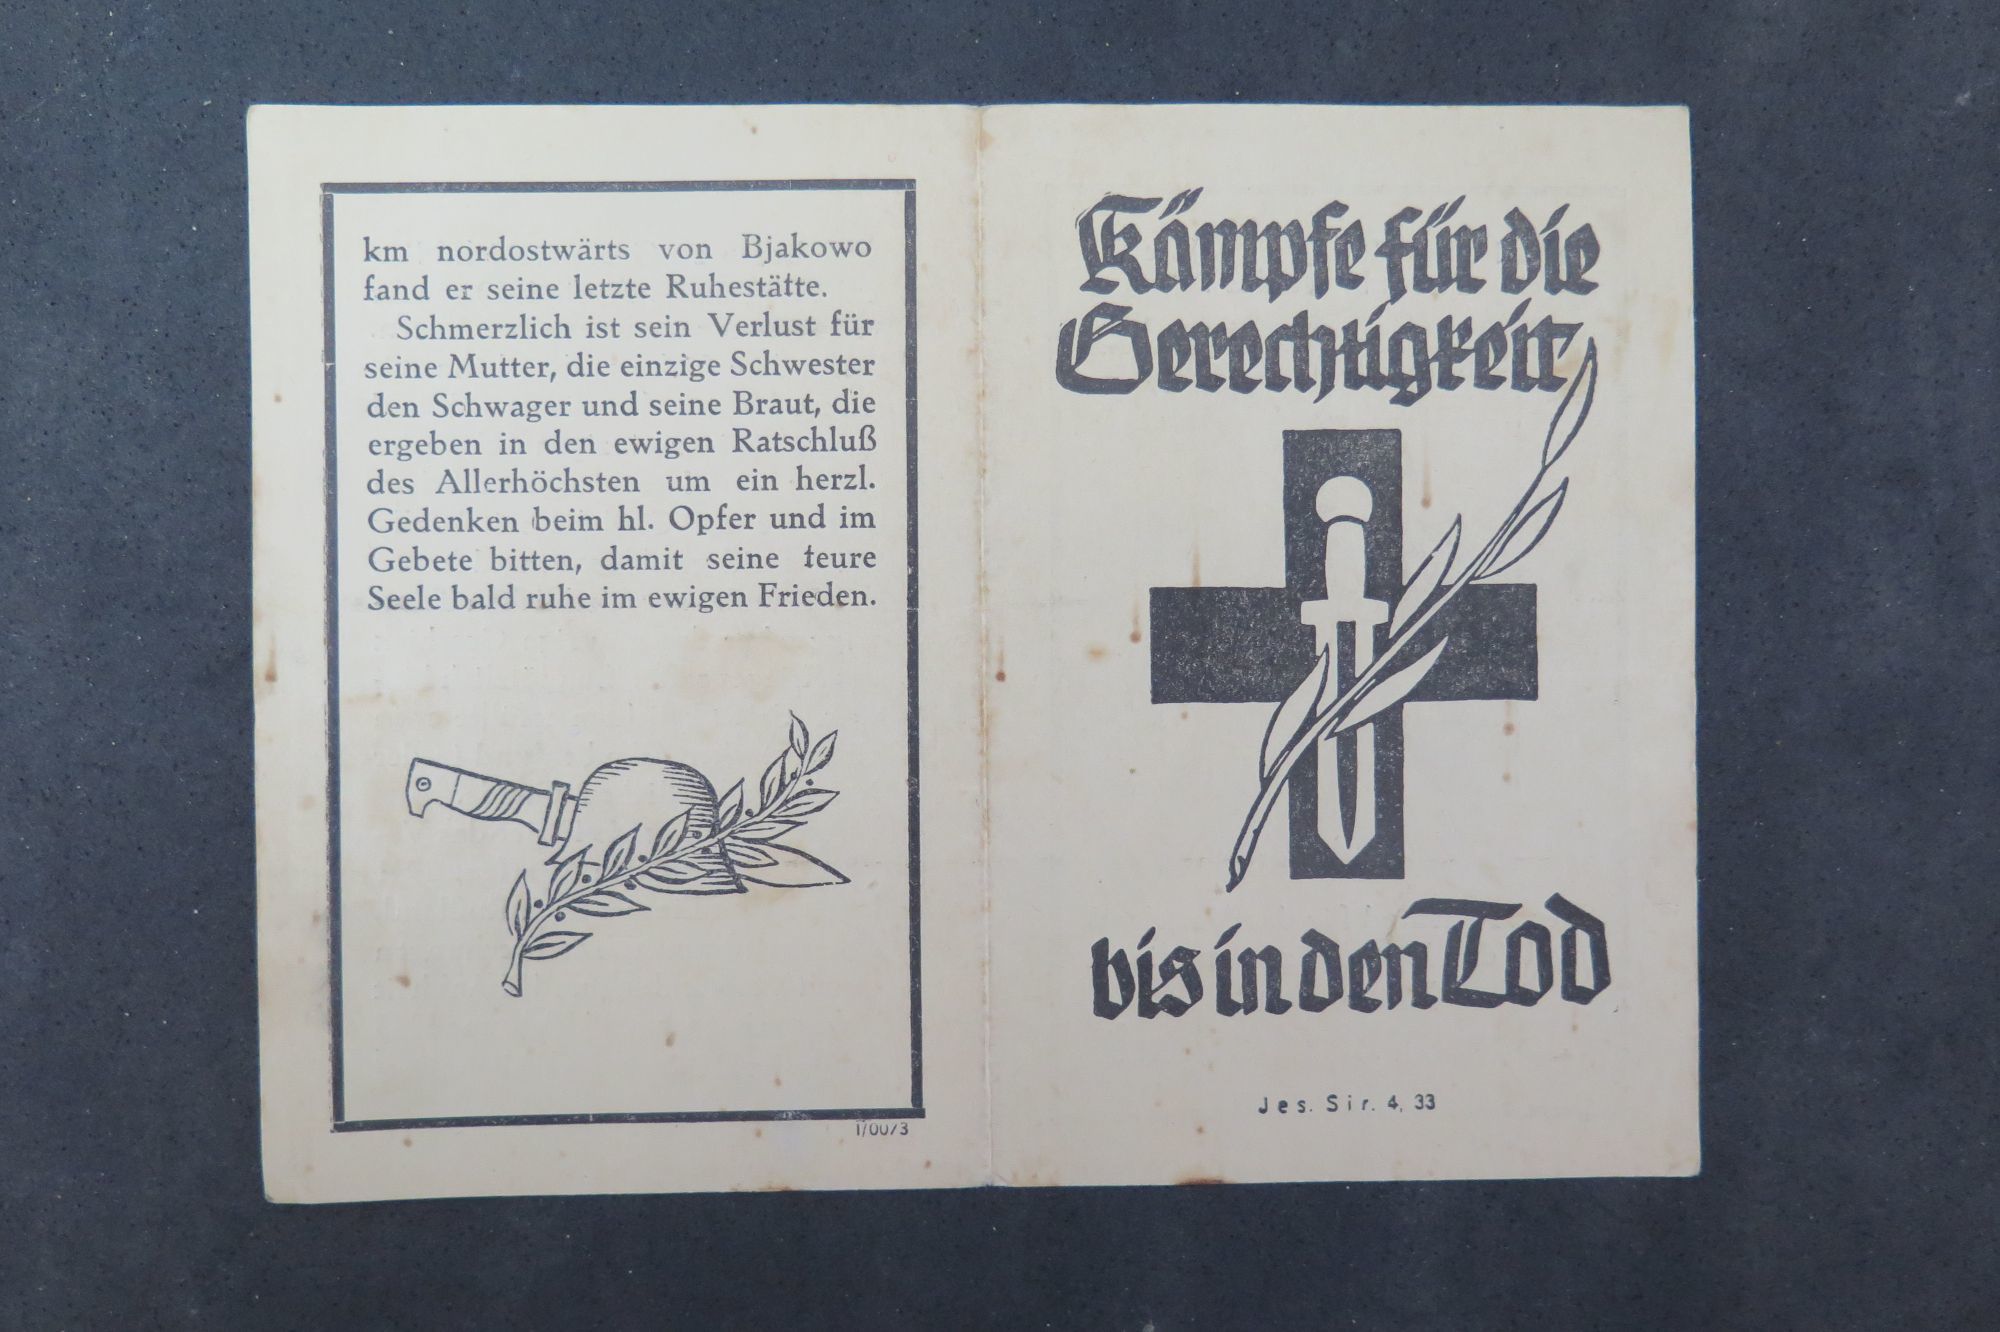 km nordostwärts von Bjakowo
fand er seine letzte Ruhestätte.
Schmerzlich ist sein Verlust für
seine Mutter, die einzige Schwester
den Schwager und seine Braut, die
ergeben in den ewigen Ratschluß
des Allerhöchsten um ein herzl.
Gedenken beim hl. Opfer und im
Gebete bitten, damit seine teure
Seele bald ruhe im ewigen Frieden.
1/0073
Kämpfe für die
Gerechtigkeit
bis in den Tod
Jes. Sir. 4, 33